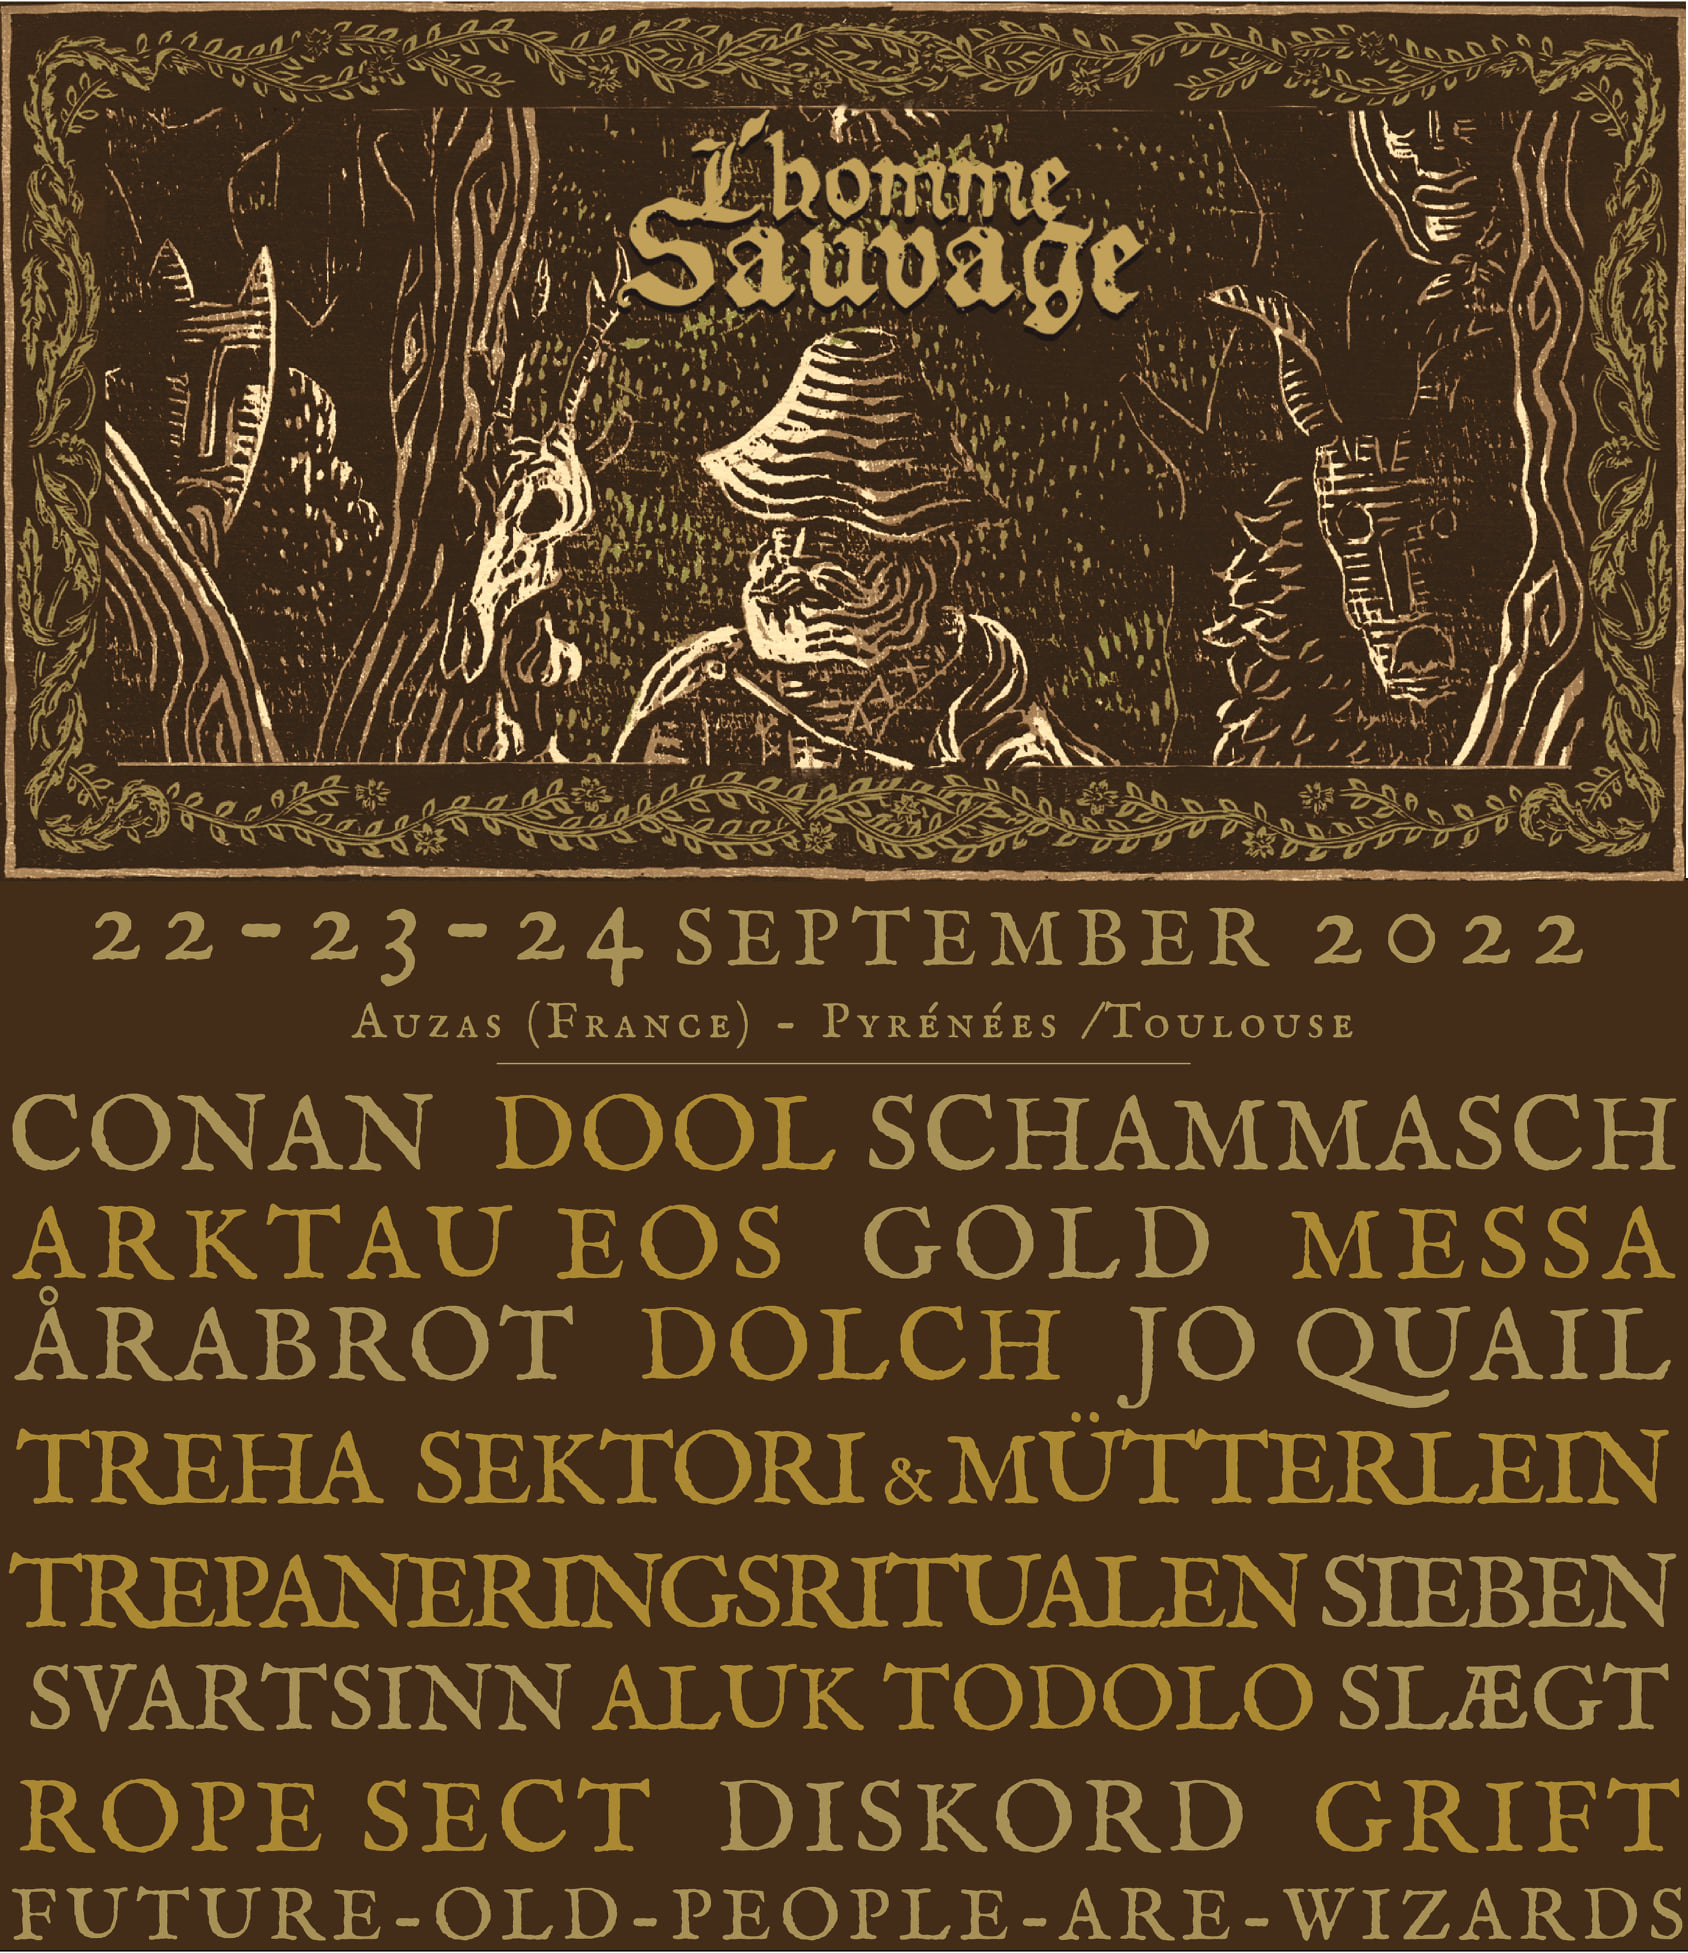 L'homme
Sauvage
22-23-24 SEPTEMBER 2022
AUZAS (FRANCE) - PYRÉNÉES /TOULOUSE
CONAN DOOL SCHAMMASCH
ARKTAU EOS GOLD MESSA
ÅRABROT DOLCH JO QUAIL
TREHA SEKTORI & MÜTTERLEIN
TREPANERINGSRITUALEN SIEBEN
SVARTSINN ALUK TODOLO SLÆGT
ROPE SECT DISKORD GRIFT
FUTURE-OLD-PEOPLE-ARE-WIZARDS